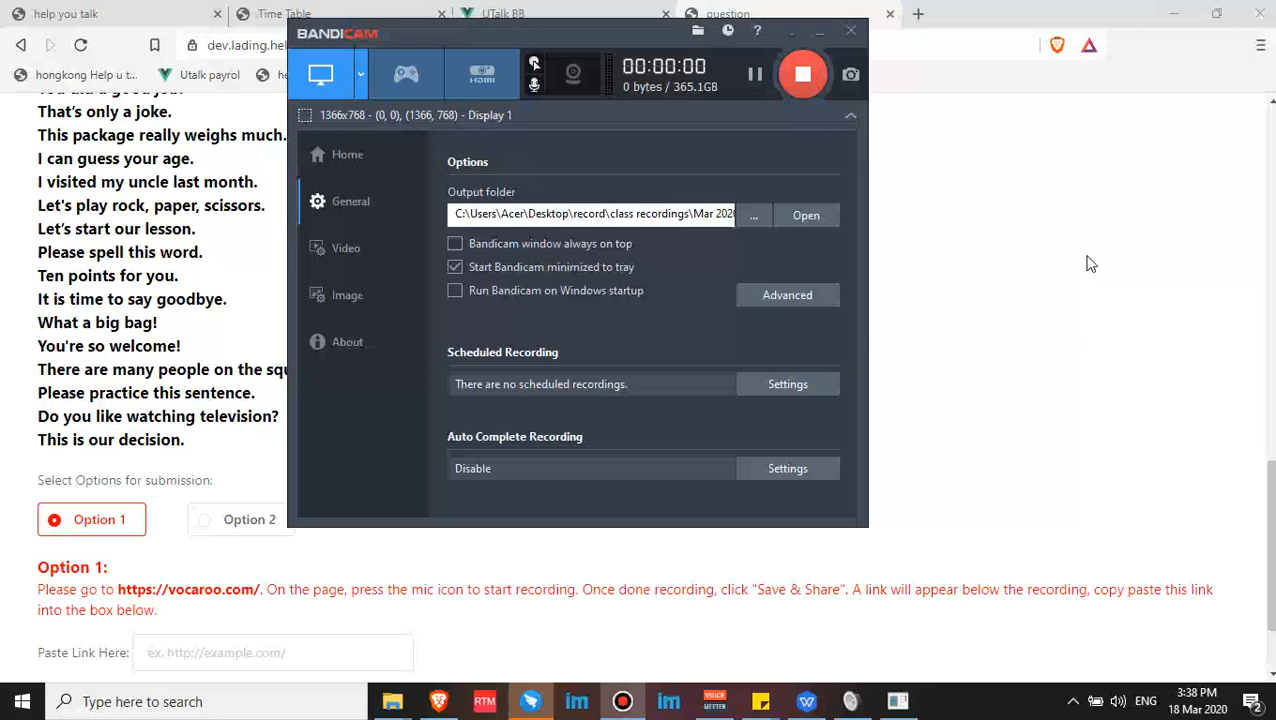 help you talk
Time Table
UTalk BB
question
dev.lading.hel
hongkong Help u t...
Utalk payrol
he
BANDICAM
00:00:00
0 bytes / 365.1GB
HDMI
1366x768 - (0, 0), (1366, 768) - Display 1
Home
General
Video
Image
About
Options
Output folder
C:\Users\Acer\Desktop\record\class recordings\Mar 2020
...
Open
Bandicam window always on top
Start Bandicam minimized to tray
Run Bandicam on Windows startup
Advanced
Scheduled Recording
There are no scheduled recordings.
Settings
Auto Complete Recording
Disable
Settings
That's only a joke.
This package really weighs much.
I can guess your age.
I visited my uncle last month.
Let's play rock, paper, scissors.
Let's start our lesson.
Please spell this word.
Ten points for you.
It is time to say goodbye.
What a big bag!
You're so welcome!
There are many people on the squ
Please practice this sentence.
Do you like watching television?
This is our decision.
Select Options for submission:
Option 1
Option 2
Option 1:
Please go to https://vocaroo.com/. On the page, press the mic icon to start recording. Once done recording, click "Save & Share". A link will appear below the recording, copy paste this link
into the box below.
Paste Link Here:
ex. http://example.com/
Type here to search
RTM
im
im
VOICE
MEETER
ENG
3:38 PM
18 Mar 2020
2